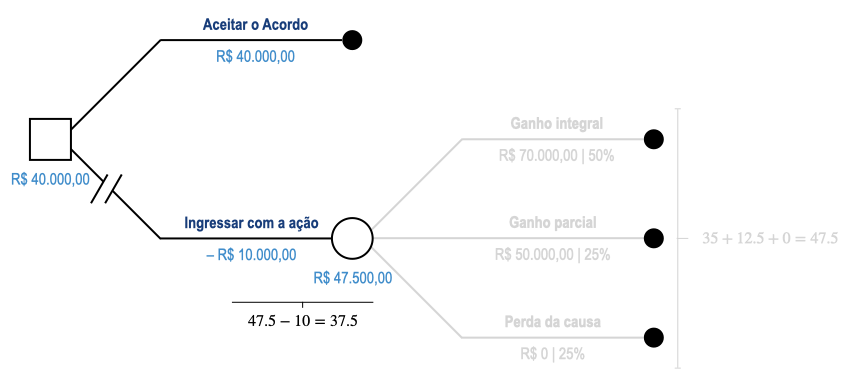 Aceitar o Acordo
R$ 40.000,00
R$ 40.000,00
Ingressar com a ação
– R$ 10.000,00
R$ 47.500,00
47.5 − 10 = 37.5
Ganho integral
R$ 70.000,00 | 50%
Ganho parcial
R$ 50.000,00 | 25%
Perda da causa
R$ 0 | 25%
35 + 12.5 + 0 = 47.5